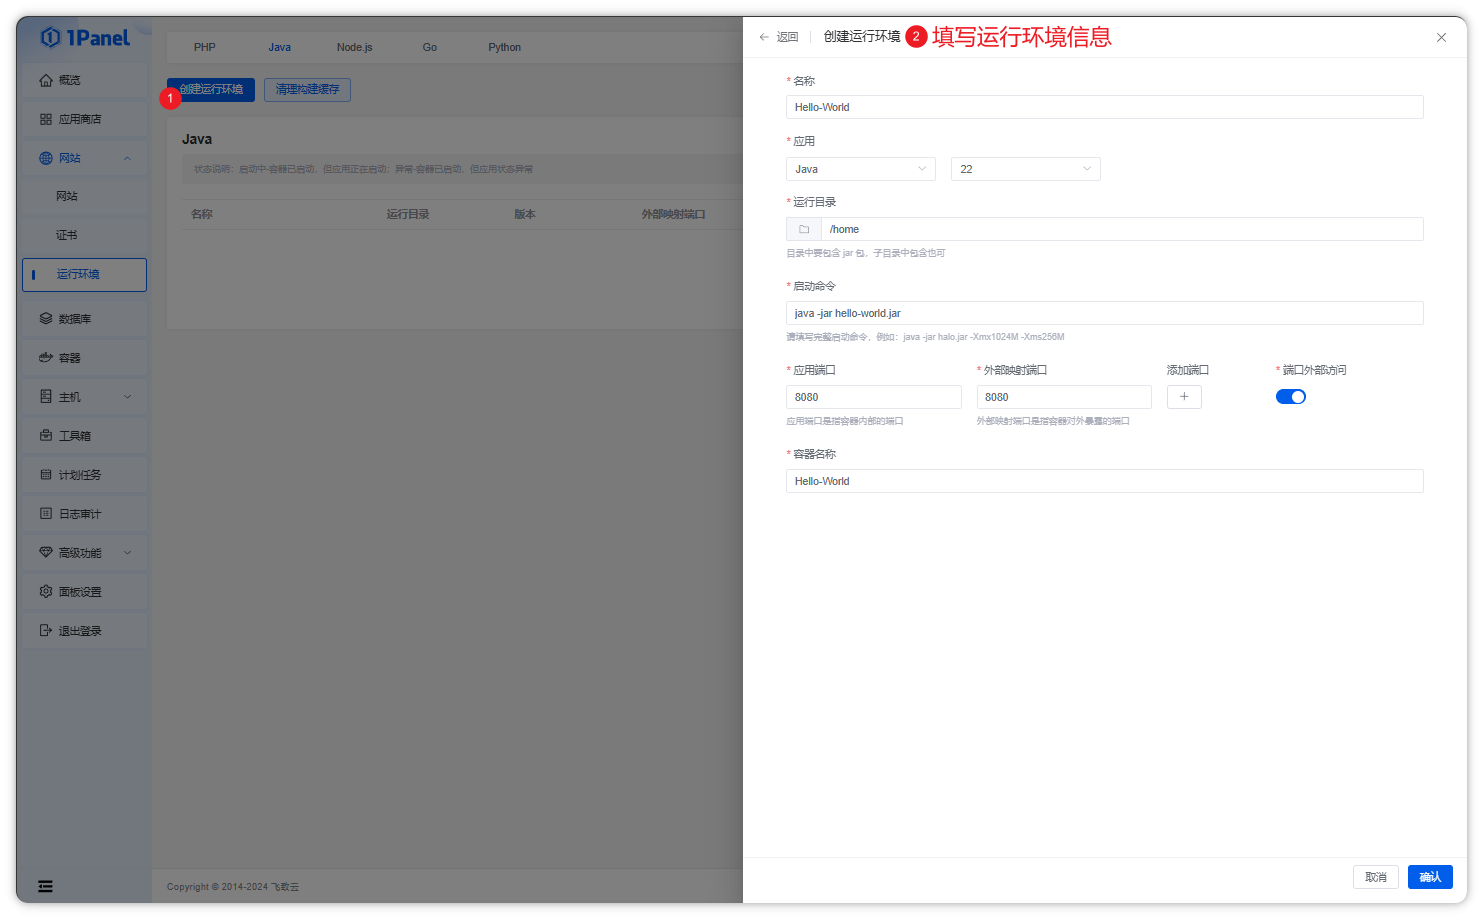 1Panel
概览
应用商店
网站
网站
证书
运行环境
数据库
容器
主机
工具箱
计划任务
日志审计
高级功能
面板设置
退出登录
PHP Java Node.js Go Python
1 创建运行环境 清理构建缓存
Java
状态说明：启动中-容器已启动，但应用正在启动；异常-容器已启动，但应用状态异常
名称 运行目录 版本 外部映射端口
Copyright © 2014-2024 飞致云
返回 创建运行环境 2 填写运行环境信息
* 名称
Hello-World
* 应用
Java 22
* 运行目录
/home
目录中要包含 jar 包，子目录中包含也可
* 启动命令
java -jar hello-world.jar
请填写完整启动命令，例如：java -jar halo.jar -Xmx1024M -Xms256M
* 应用端口 * 外部映射端口 添加端口 * 端口外部访问
8080 8080 +
应用端口是指容器内部的端口 外部映射端口是指容器对外暴露的端口
* 容器名称
Hello-World
取消 确认